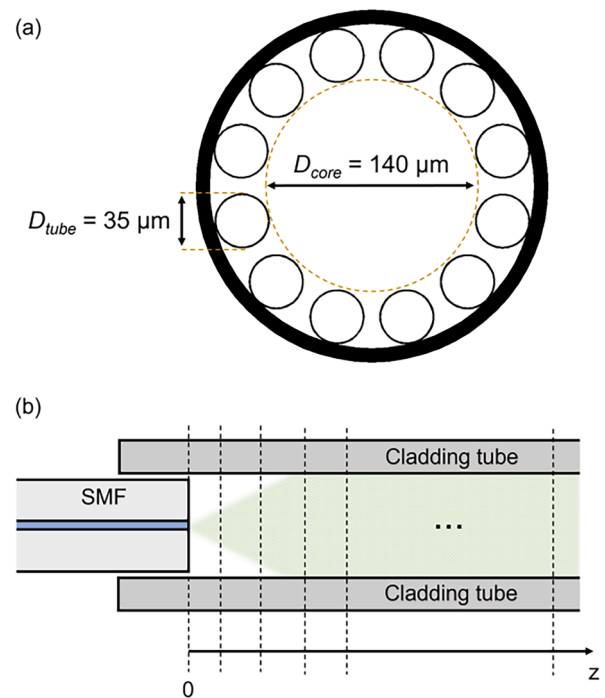 (a)
D_core = 140 μm
D_tube = 35 μm
(b)
Cladding tube
SMF
...
Cladding tube
z
0